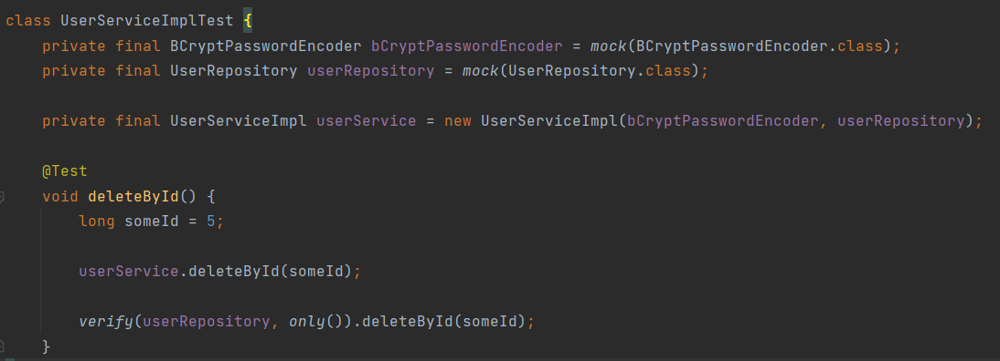 class UserServiceImplTest {
private final BCryptPasswordEncoder bCryptPasswordEncoder = mock(BCryptPasswordEncoder.class);
private final UserRepository userRepository = mock(UserRepository.class);
private final UserServiceImpl userService = new UserServiceImpl(bCryptPasswordEncoder, userRepository);
@Test
void deleteById() {
long someId = 5;
userService.deleteById(someId);
verify(userRepository, only()).deleteById(someId);
}